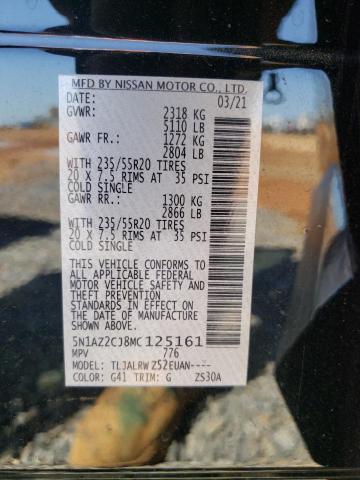 MFD BY NISSAN MOTOR CO., LTD.
DATE: 03/21
GVWR: 2318 KG
5110 LB
GAWR FR.: 1272 KG
2804 LB
WITH 235/55R20 TIRES
20 X 7.5 RIMS AT 35 PSI
COLD SINGLE
GAWR RR.: 1300 KG
2866 LB
WITH 235/55R20 TIRES
20 X 7.5 RIMS AT 35 PSI
COLD SINGLE
THIS VEHICLE CONFORMS TO
ALL APPLICABLE FEDERAL
MOTOR VEHICLE SAFETY AND
THEFT PREVENTION
STANDARDS IN EFFECT ON
THE DATE OF MANUFACTURE
SHOWN ABOVE.
5N1AZ2CJ8MC125161
MPV 776
MODEL: TLJALRWZ52EUAN----
COLOR: G41 TRIM: G ZS30A